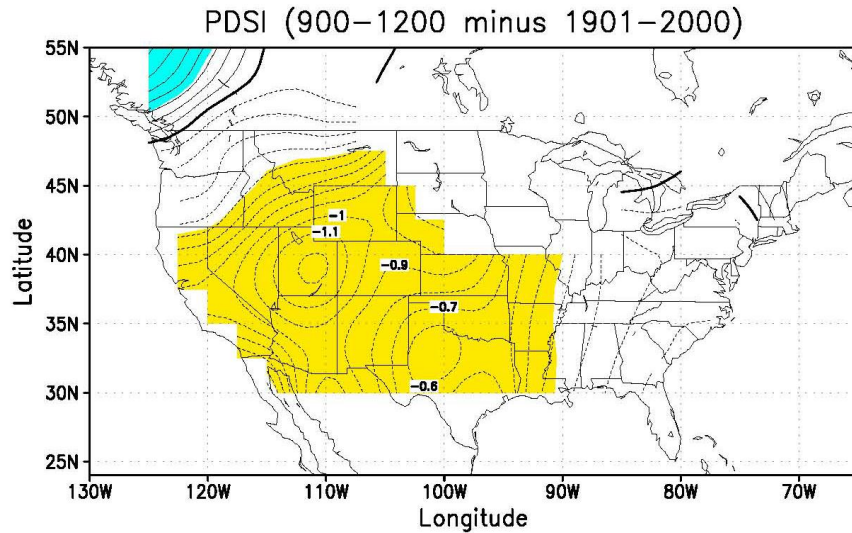 PDSI (900-1200 minus 1901-2000)
55N
50N
45N
40N
35N
30N
25N
Latitude
-1
-1.1
-0.9
-0.7
-0.6
130W 120W 110W 100W 90W 80W 70W
Longitude